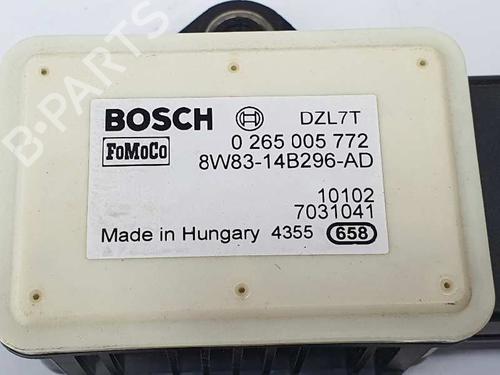 BOSCH DZL7T
0 265 005 772
FoMoCo
8W83-14B296-AD
10102
7031041
Made in Hungary 4355 658
B-PARTS